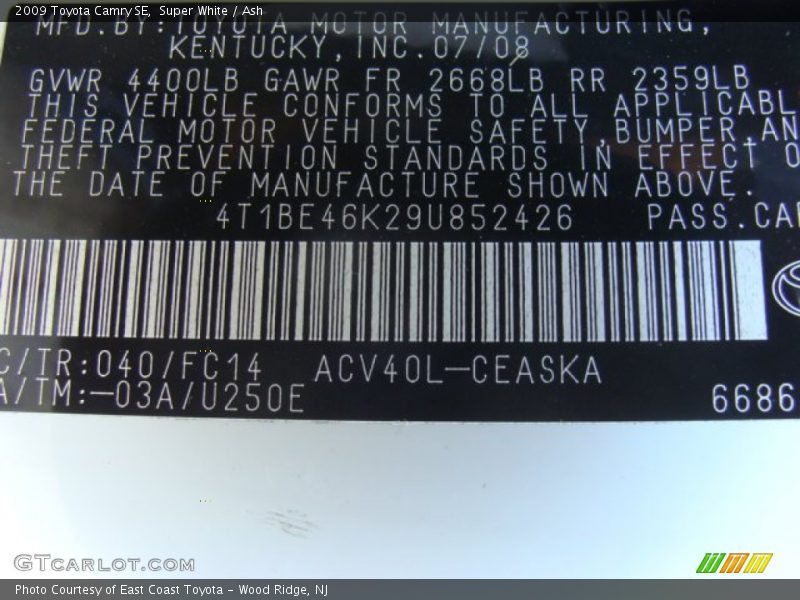 2009 Toyota Camry SE, Super White / Ash
MFD.BY:TOYOTA MOTOR MANUFACTURING,
KENTUCKY,INC.07/08
GVWR 4400LB GAWR FR 2668LB RR 2359LB
THIS VEHICLE CONFORMS TO ALL APPLICABL
FEDERAL MOTOR VEHICLE SAFETY,BUMPER,AN
THEFT PREVENTION STANDARDS IN EFFECT O
THE DATE OF MANUFACTURE SHOWN ABOVE.
4T1BE46K29U852426 PASS.CAR
C/TR:040/FC14 ACV40L-CEASKA
A/TM:-03A/U250E 6686
GTCARLOT.COM
Photo Courtesy of East Coast Toyota - Wood Ridge, NJ